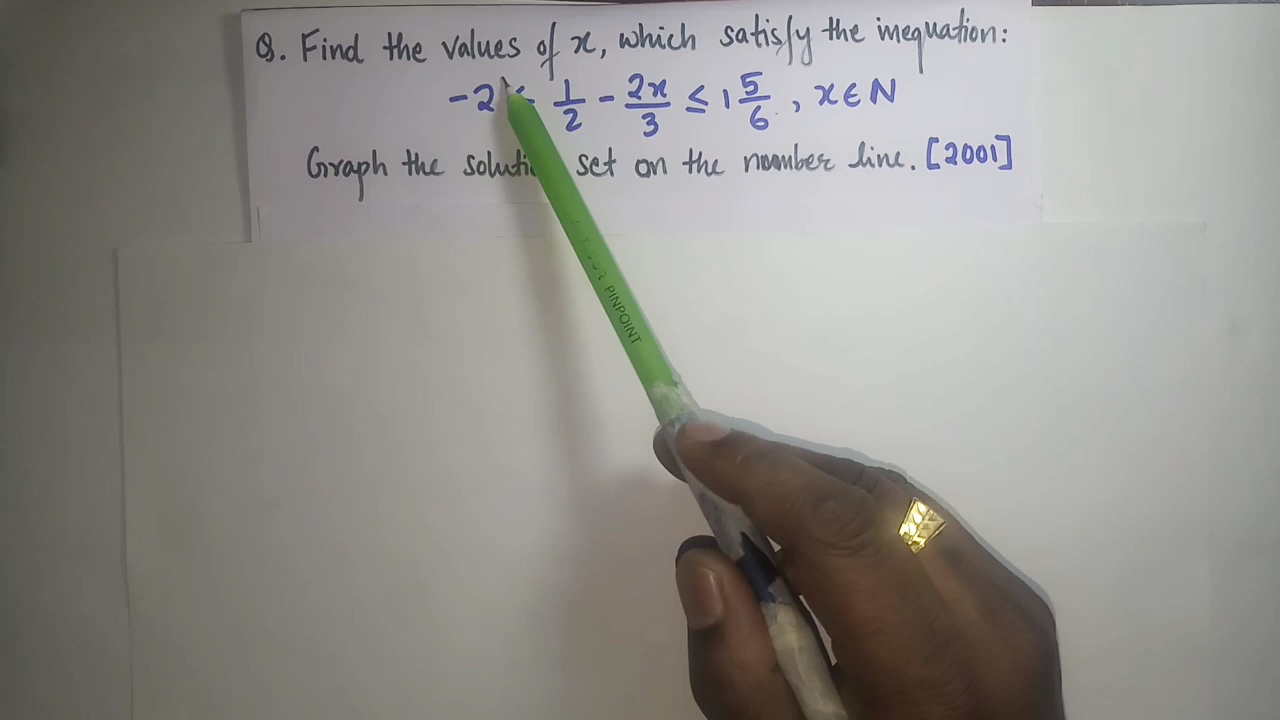 Q. Find the values of x, which satisfy the inequation:
-2 ≤ 1/2 - 2x/3 ≤ 1 5/6 , x ∈ N
Graph the set on the number line. [2001]
PINPOINT